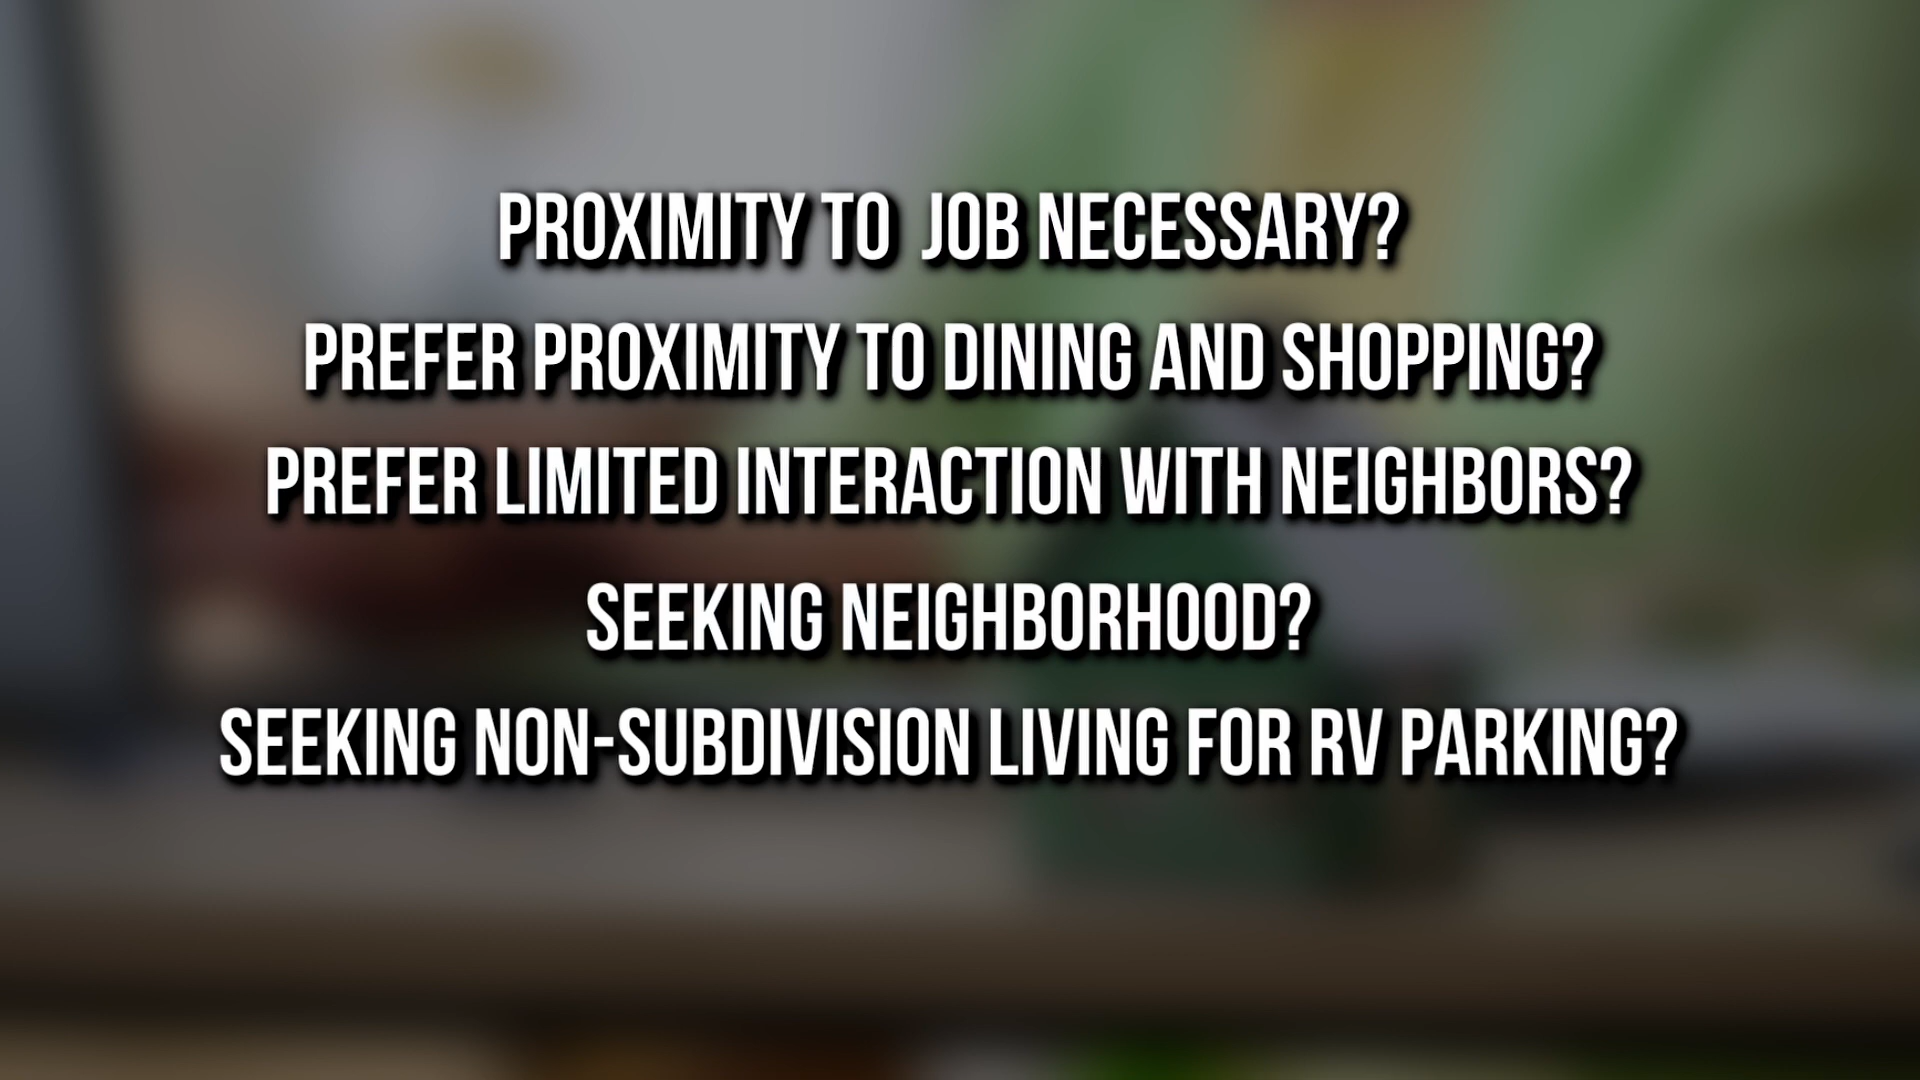 PROXIMITY TO  JOB NECESSARY?
PREFER PROXIMITY TO DINING AND SHOPPING?
PREFER LIMITED INTERACTION WITH NEIGHBORS?
SEEKING NEIGHBORHOOD?
SEEKING NON-SUBDIVISION LIVING FOR RV PARKING?